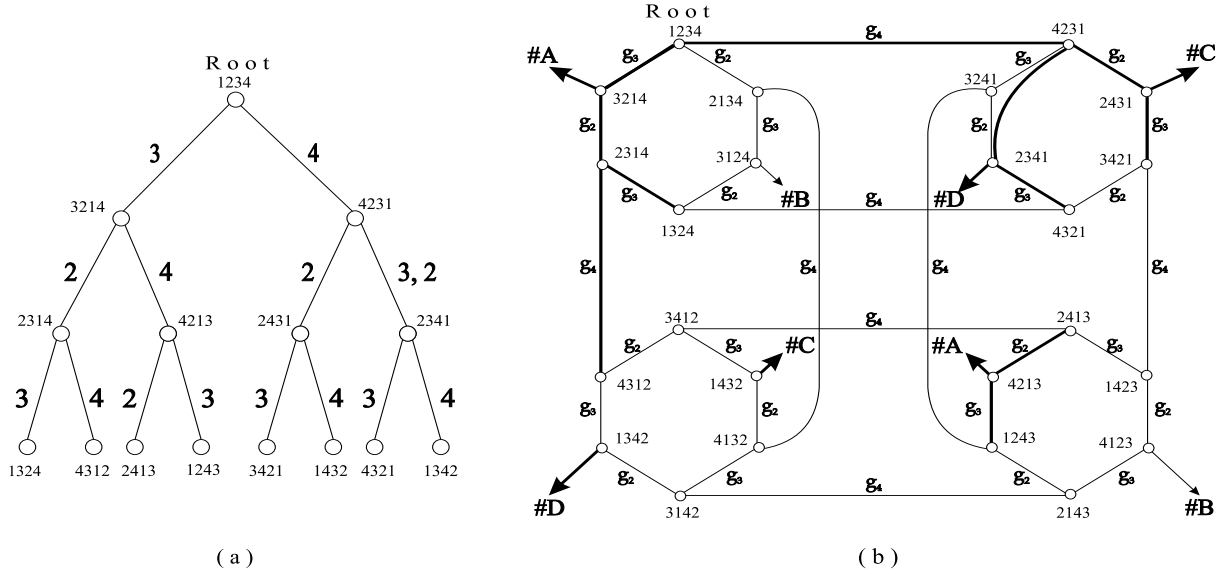 Root
1234
3
4
3214
4231
2
4
2
3, 2
2314
4213
2431
2341
3
4
2
3
3
4
3
4
1324
4312
2413
1243
3421
1432
4321
1342
( a )
Root
1234
g₄
4231
#A
g₃
g₂
g₃
g₂
#C
3214
2134
3241
2431
g₂
g₃
g₂
g₃
2314
3124
2341
3421
g₃
g₂
#B
#D
g₃
g₂
1324
g₄
4321
g₄
g₄
g₄
g₄
3412
g₄
2413
g₂
g₃
#C
#A
g₂
g₃
4312
1432
4213
1423
g₃
g₂
g₃
g₂
1342
4132
1243
4123
g₂
g₃
g₂
g₃
#D
3142
g₄
2143
#B
( b )